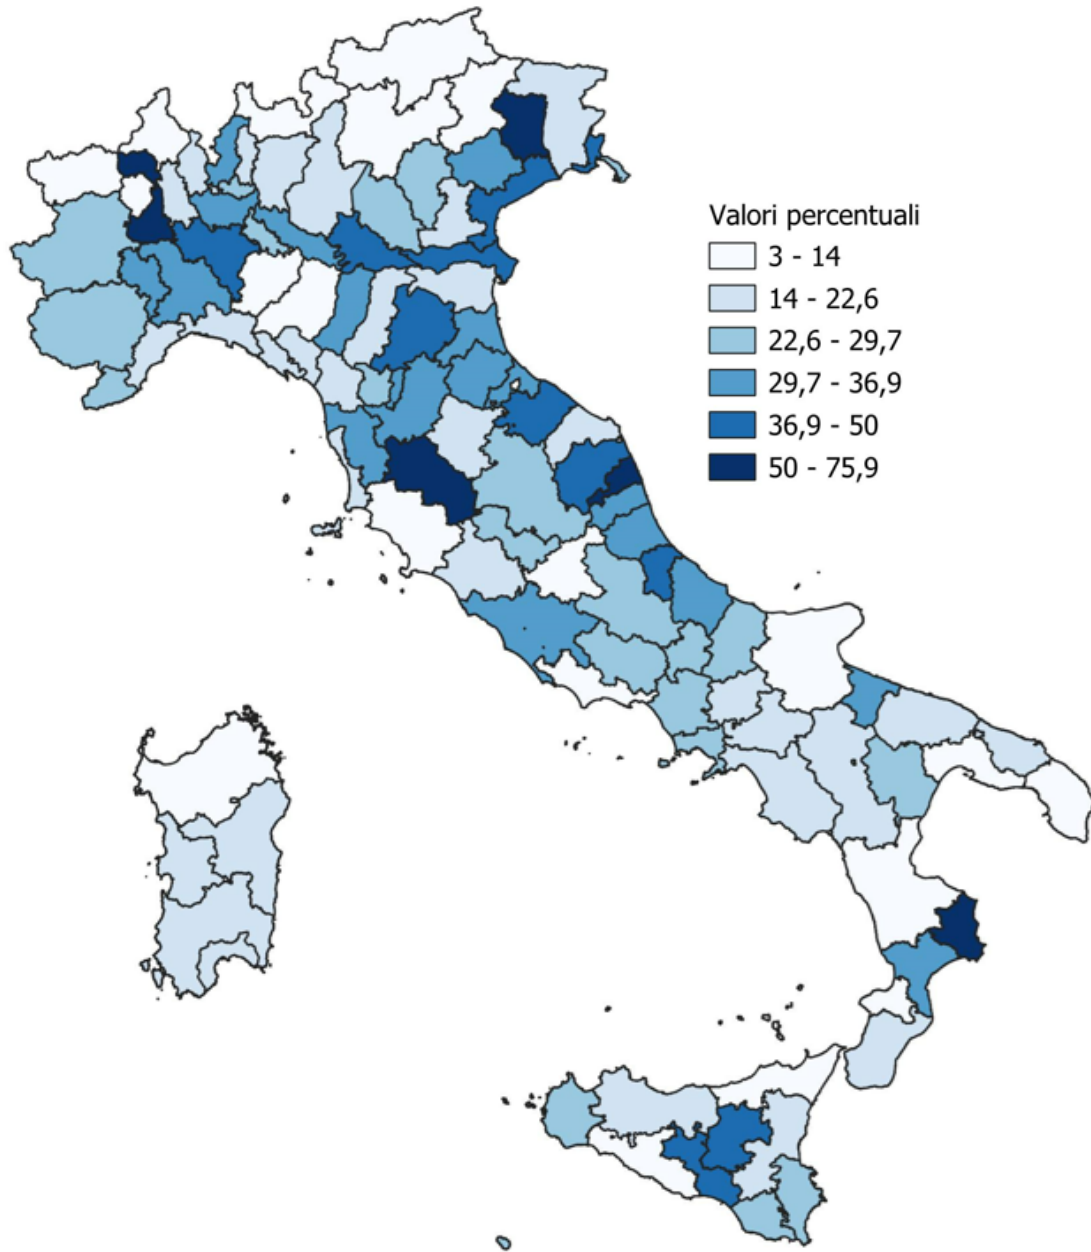 Valori percentuali
3 - 14
14 - 22,6
22,6 - 29,7
29,7 - 36,9
36,9 - 50
50 - 75,9